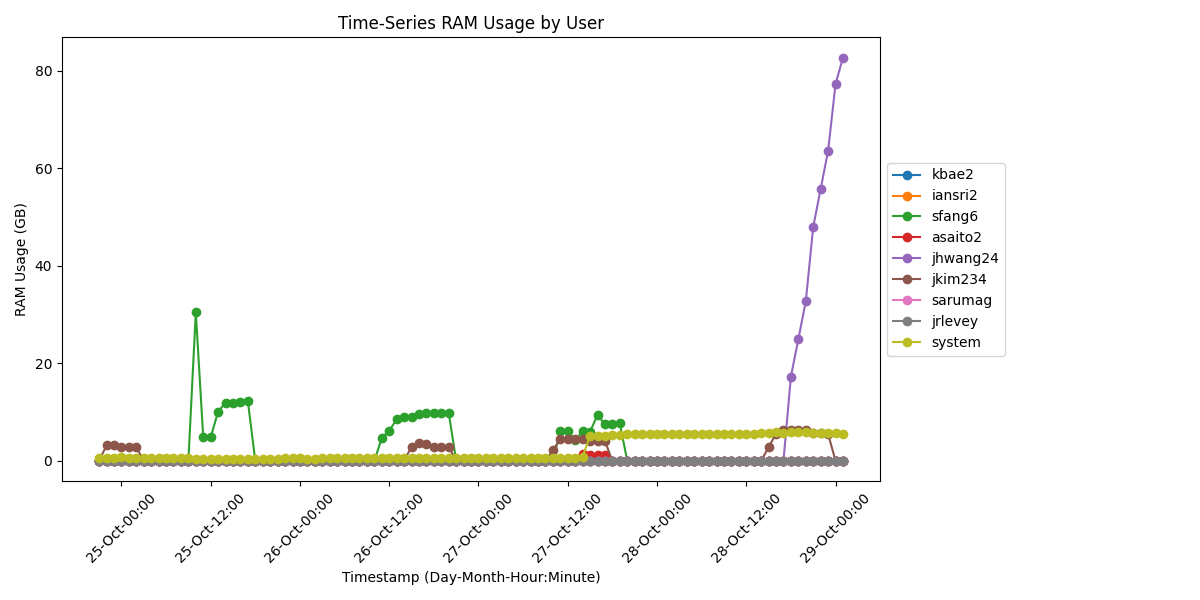 Time-Series RAM Usage by User
RAM Usage (GB)
80
60
40
20
0
25-Oct-00:00
25-Oct-12:00
26-Oct-00:00
26-Oct-12:00
27-Oct-00:00
27-Oct-12:00
28-Oct-00:00
28-Oct-12:00
29-Oct-00:00
Timestamp (Day-Month-Hour:Minute)
kbae2
iansri2
sfang6
asaito2
jhwang24
jkim234
sarumag
jrlevey
system